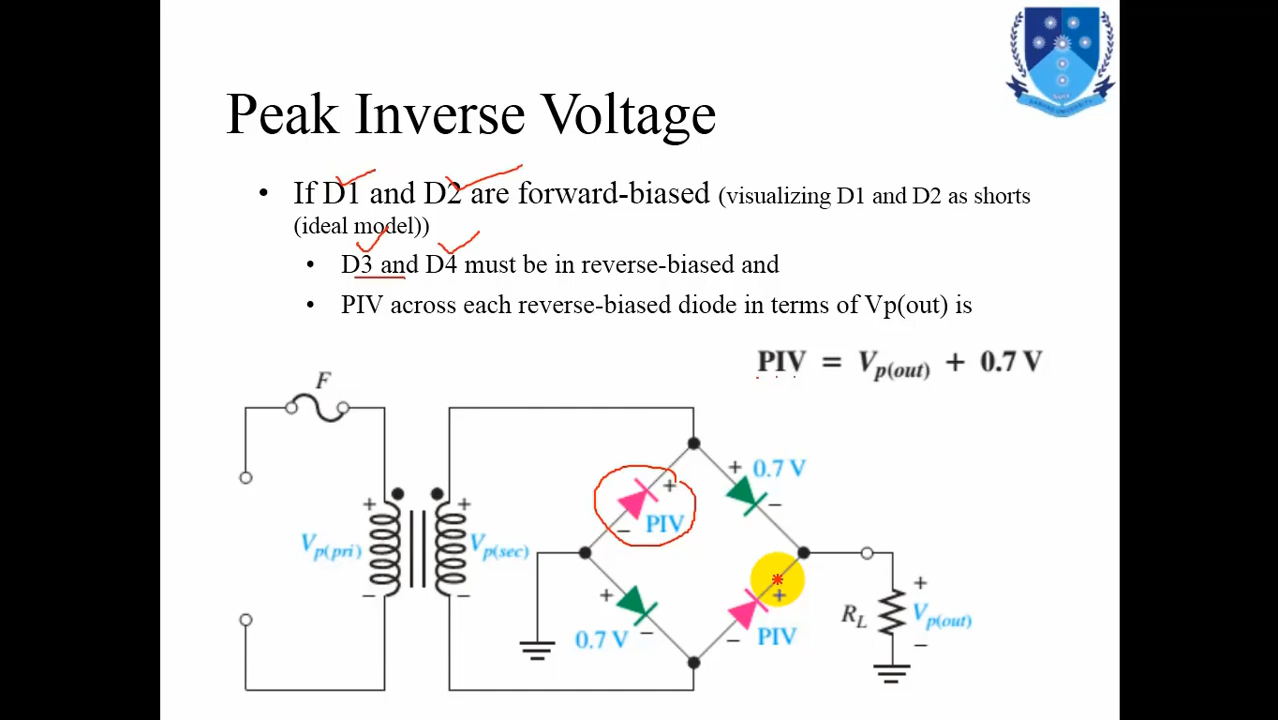 Peak Inverse Voltage
• If D1 and D2 are forward-biased (visualizing D1 and D2 as shorts
(ideal model))
• D3 and D4 must be in reverse-biased and
• PIV across each reverse-biased diode in terms of Vp(out) is
PIV = Vp(out) + 0.7 V
F
+ 0.7 V −
+ PIV −
+ Vp(pri) −
+ Vp(sec) −
+ 0.7 V −
+ PIV −
RL + Vp(out) −